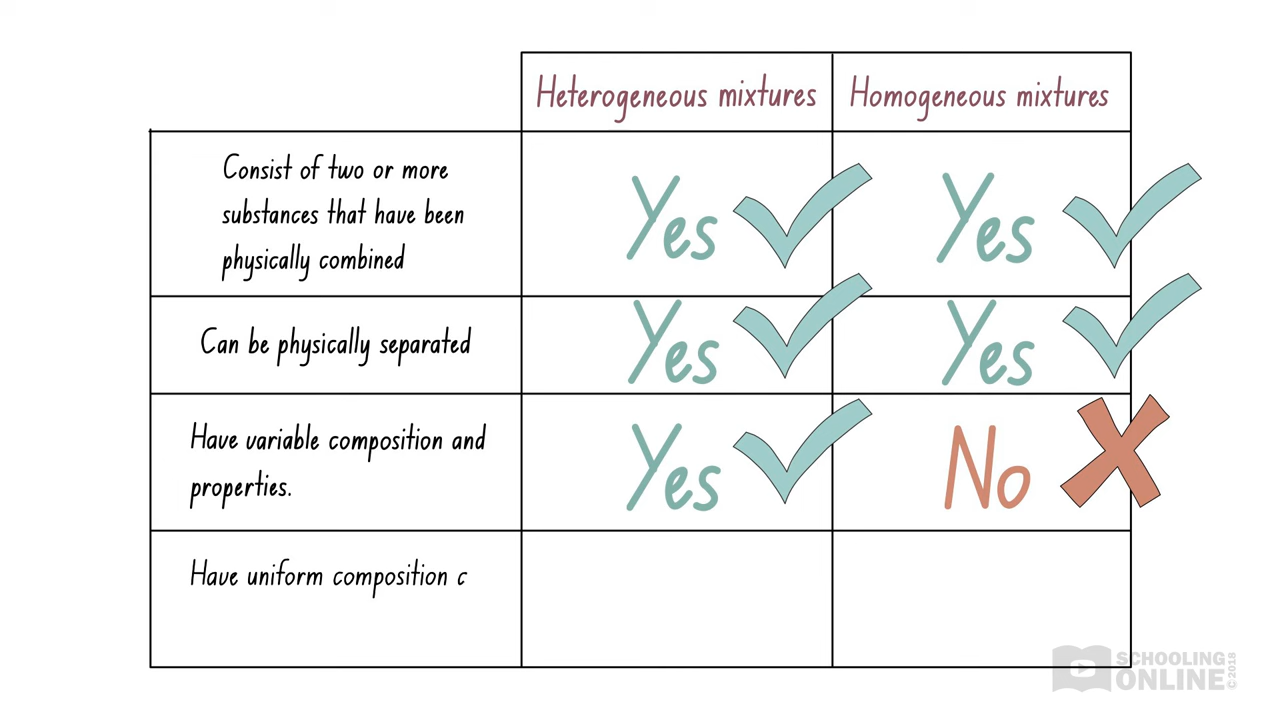 Heterogeneous mixtures Homogeneous mixtures
Consist of two or more
substances that have been
physically combined
Yes Yes
Can be physically separated
Yes Yes
Have variable composition and
properties.
Yes No
Have uniform composition c
SCHOOLING
ONLINE ©2018